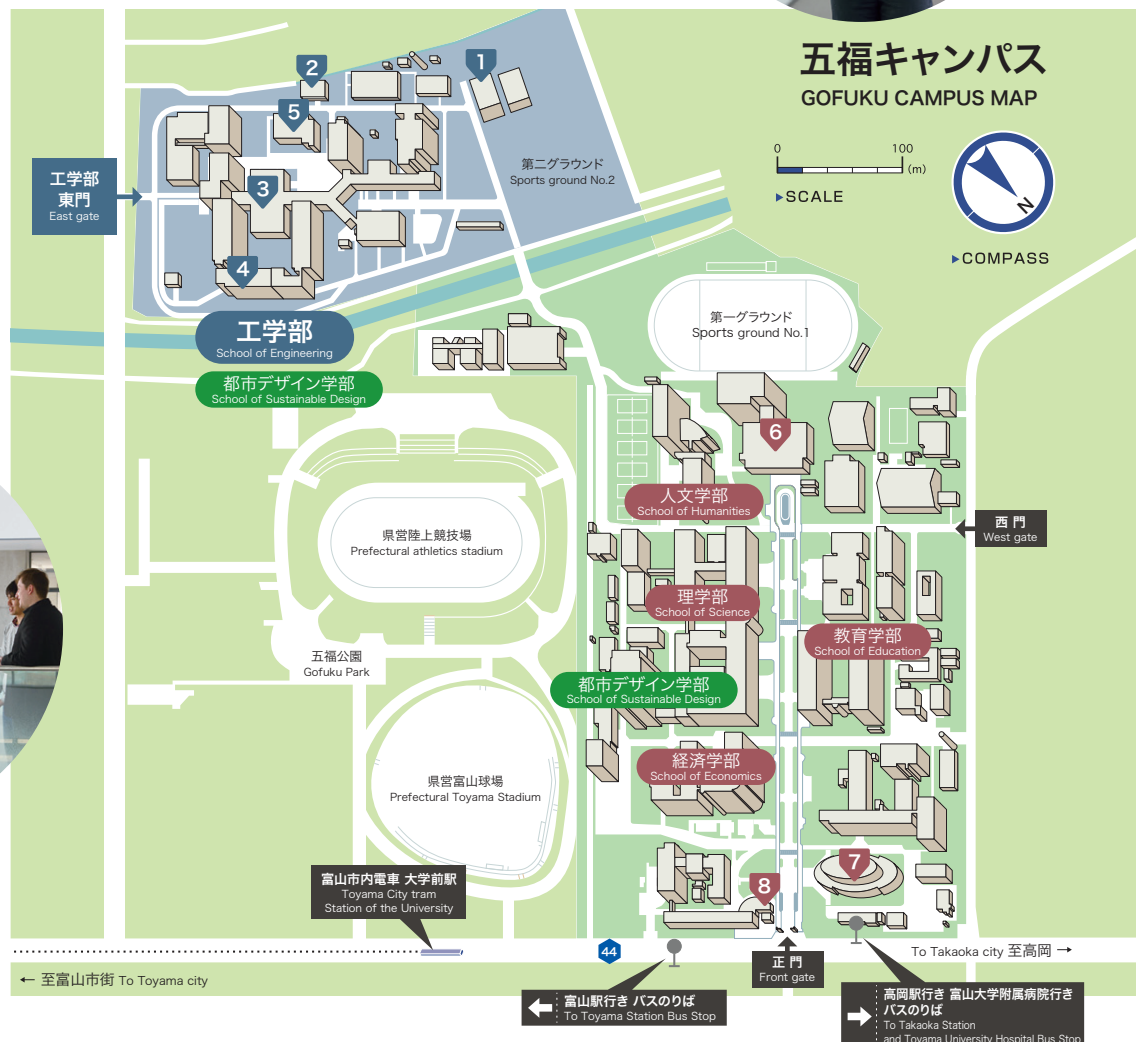 五福キャンパス
GOFUKU CAMPUS MAP
0
100
(m)
SCALE
N
COMPASS
1
2
5
3
4
工学部
東門
East gate
第二グラウンド
Sports ground No.2
工学部
School of Engineering
都市デザイン学部
School of Sustainable Design
第一グラウンド
Sports ground No.1
6
人文学部
School of Humanities
西門
West gate
県営陸上競技場
Prefectural athletics stadium
理学部
School of Science
教育学部
School of Education
五福公園
Gofuku Park
都市デザイン学部
School of Sustainable Design
経済学部
School of Economics
県営富山球場
Prefectural Toyama Stadium
7
8
富山市内電車 大学前駅
Toyama City tram
Station of the University
44
To Takaoka city 至高岡 →
正門
Front gate
← 至富山市街 To Toyama city
富山駅行き バスのりば
To Toyama Station Bus Stop
高岡駅行き 富山大学附属病院行き
バスのりば
To Takaoka Station
and Toyama University Hospital Bus Stop